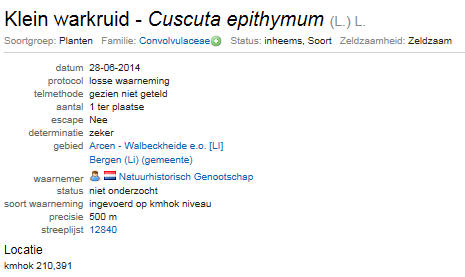 Klein warkruid - Cuscuta epithymum (L.) L.
Soortgroep: Planten Familie: Convolvulaceae Status: inheems, Soort Zeldzaamheid: Zeldzaam
datum 28-06-2014
protocol losse waarneming
telmethode gezien niet geteld
aantal 1 ter plaatse
escape Nee
determinatie zeker
gebied Arcen - Walbeckheide e.o. [LI]
Bergen (Li) (gemeente)
waarnemer Natuurhistorisch Genootschap
status niet onderzocht
soort waarneming ingevoerd op kmhok niveau
precisie 500 m
streeplijst 12840
Locatie
kmhok 210,391